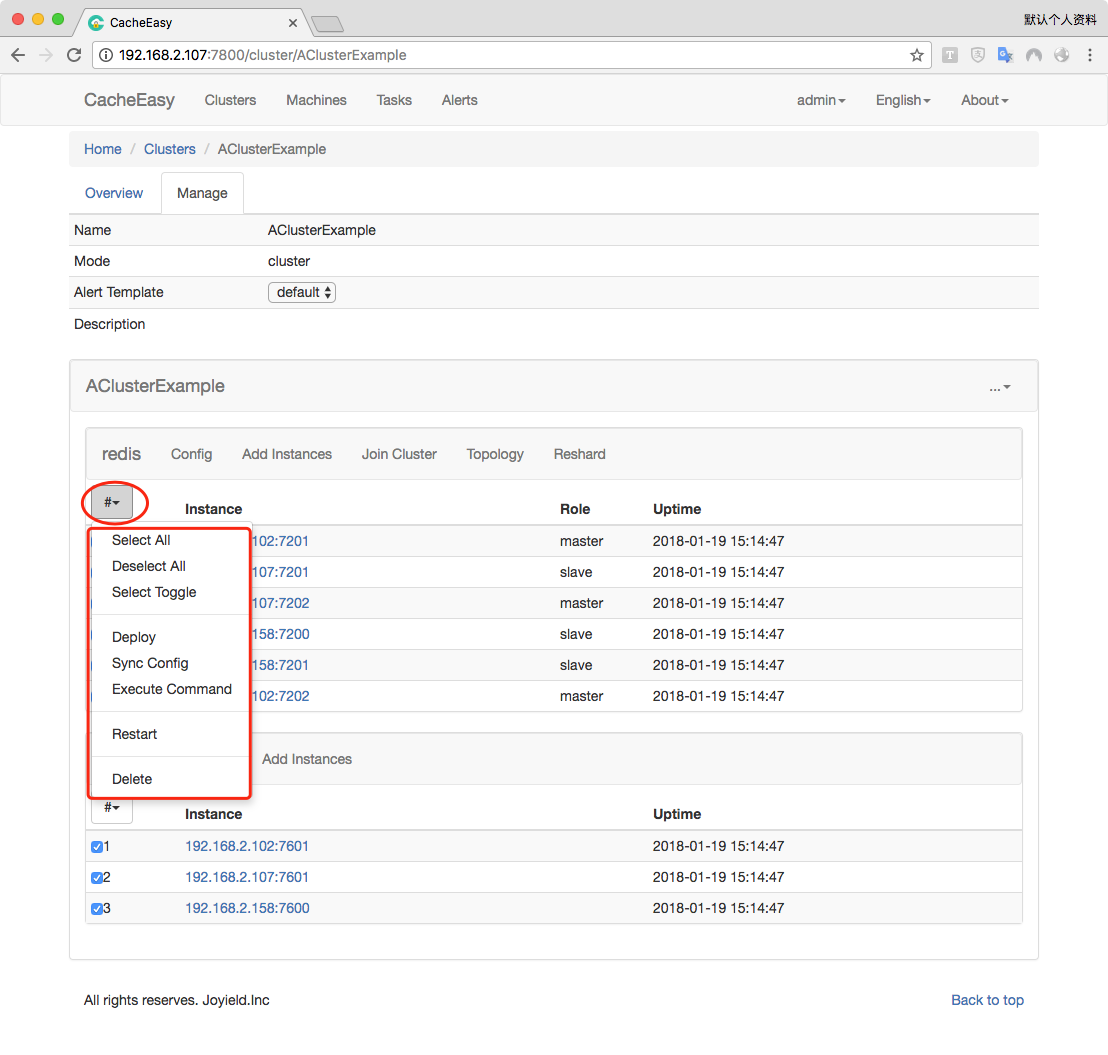 CacheEasy
默认个人资料
192.168.2.107:7800/cluster/AClusterExample
CacheEasy Clusters Machines Tasks Alerts admin English About
Home / Clusters / AClusterExample
Overview Manage
Name AClusterExample
Mode cluster
Alert Template default
Description
AClusterExample ...
redis Config Add Instances Join Cluster Topology Reshard
# Instance Role Uptime
Select All
Deselect All
Select Toggle
Deploy
Sync Config
Execute Command
Restart
Delete
102:7201 master 2018-01-19 15:14:47
107:7201 slave 2018-01-19 15:14:47
107:7202 master 2018-01-19 15:14:47
158:7200 slave 2018-01-19 15:14:47
158:7201 slave 2018-01-19 15:14:47
102:7202 master 2018-01-19 15:14:47
Add Instances
# Instance Uptime
1 192.168.2.102:7601 2018-01-19 15:14:47
2 192.168.2.107:7601 2018-01-19 15:14:47
3 192.168.2.158:7600 2018-01-19 15:14:47
All rights reserves. Joyield.Inc Back to top